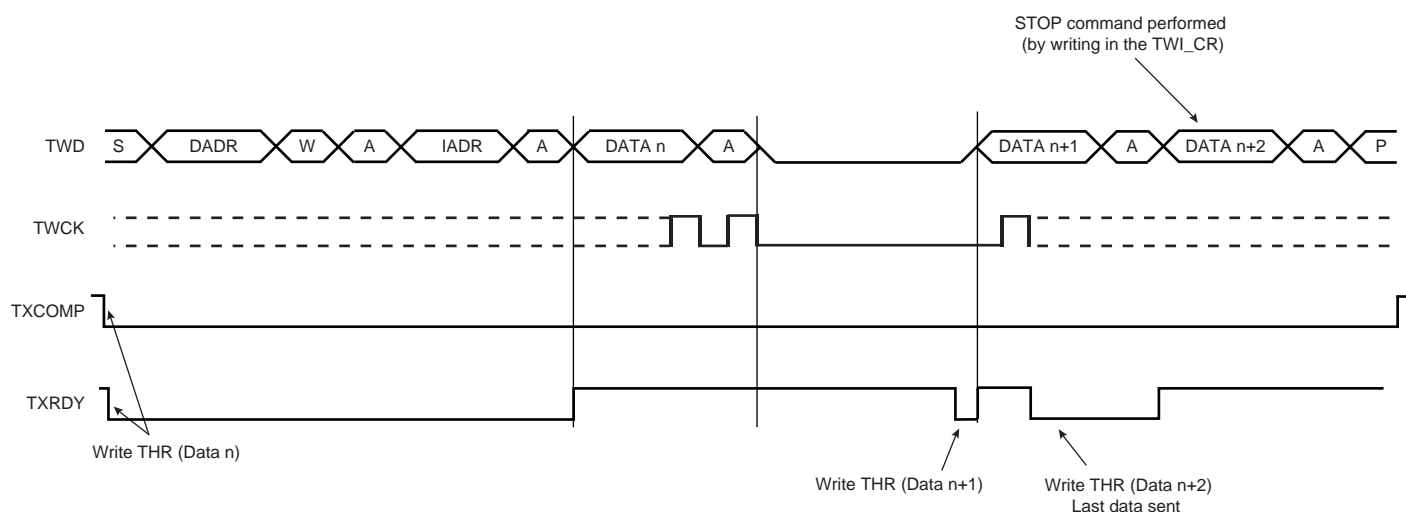 STOP command performed
(by writing in the TWI_CR)
TWD S DADR W A IADR A DATA n A DATA n+1 A DATA n+2 A P
TWCK
TXCOMP
TXRDY
Write THR (Data n)
Write THR (Data n+1)
Write THR (Data n+2)
Last data sent